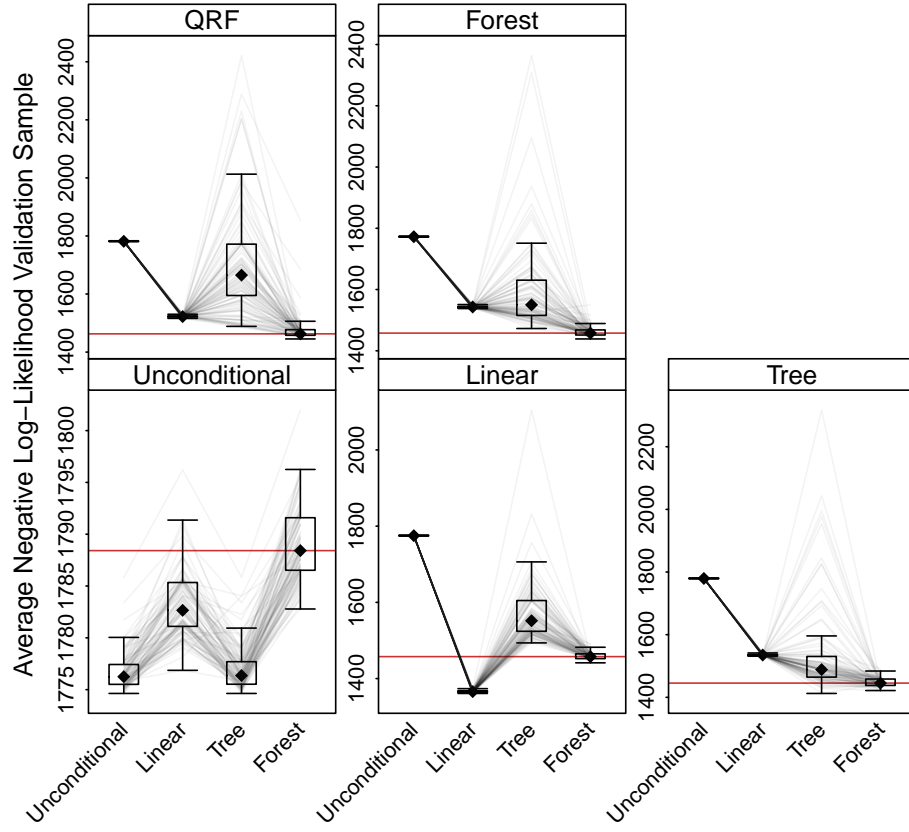 Average Negative Log−Likelihood Validation Sample
QRF
1400 1600 1800 2000 2200 2400
Forest
1400 1600 1800 2000 2200 2400
Unconditional
1775 1780 1785 1790 1795 1800
Unconditional Linear Tree Forest
Linear
1400 1600 1800 2000
Unconditional Linear Tree Forest
Tree
1400 1600 1800 2000 2200
Unconditional Linear Tree Forest